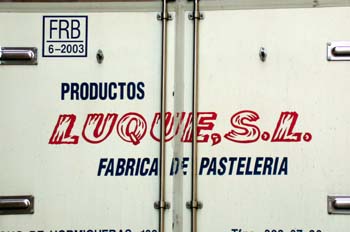 FRB
6-2003
PRODUCTOS
LUQUE, S.L.
FABRICA DE PASTELERIA